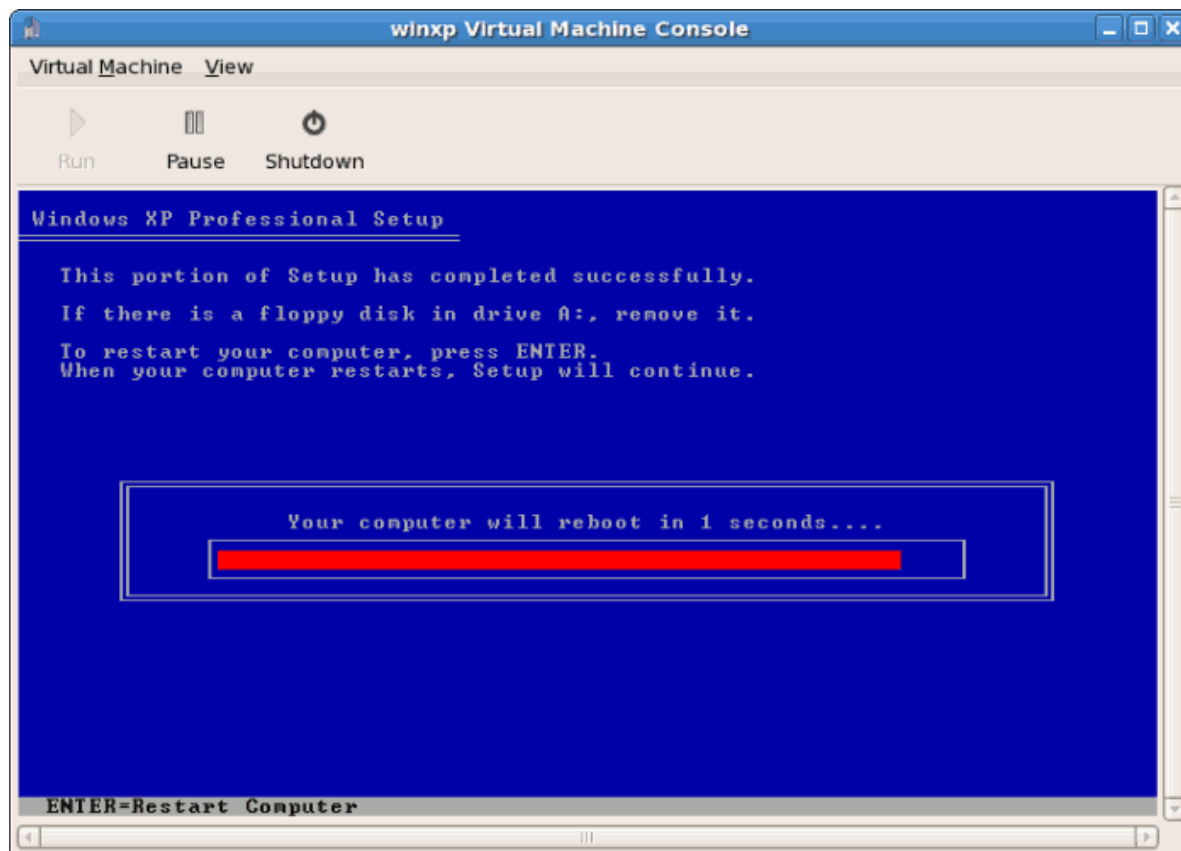 winxp Virtual Machine Console
Virtual Machine View
Run Pause Shutdown
Windows XP Professional Setup
This portion of Setup has completed successfully.
If there is a floppy disk in drive A:, remove it.
To restart your computer, press ENTER.
When your computer restarts, Setup will continue.
Your computer will reboot in 1 seconds....
ENTER=Restart Computer